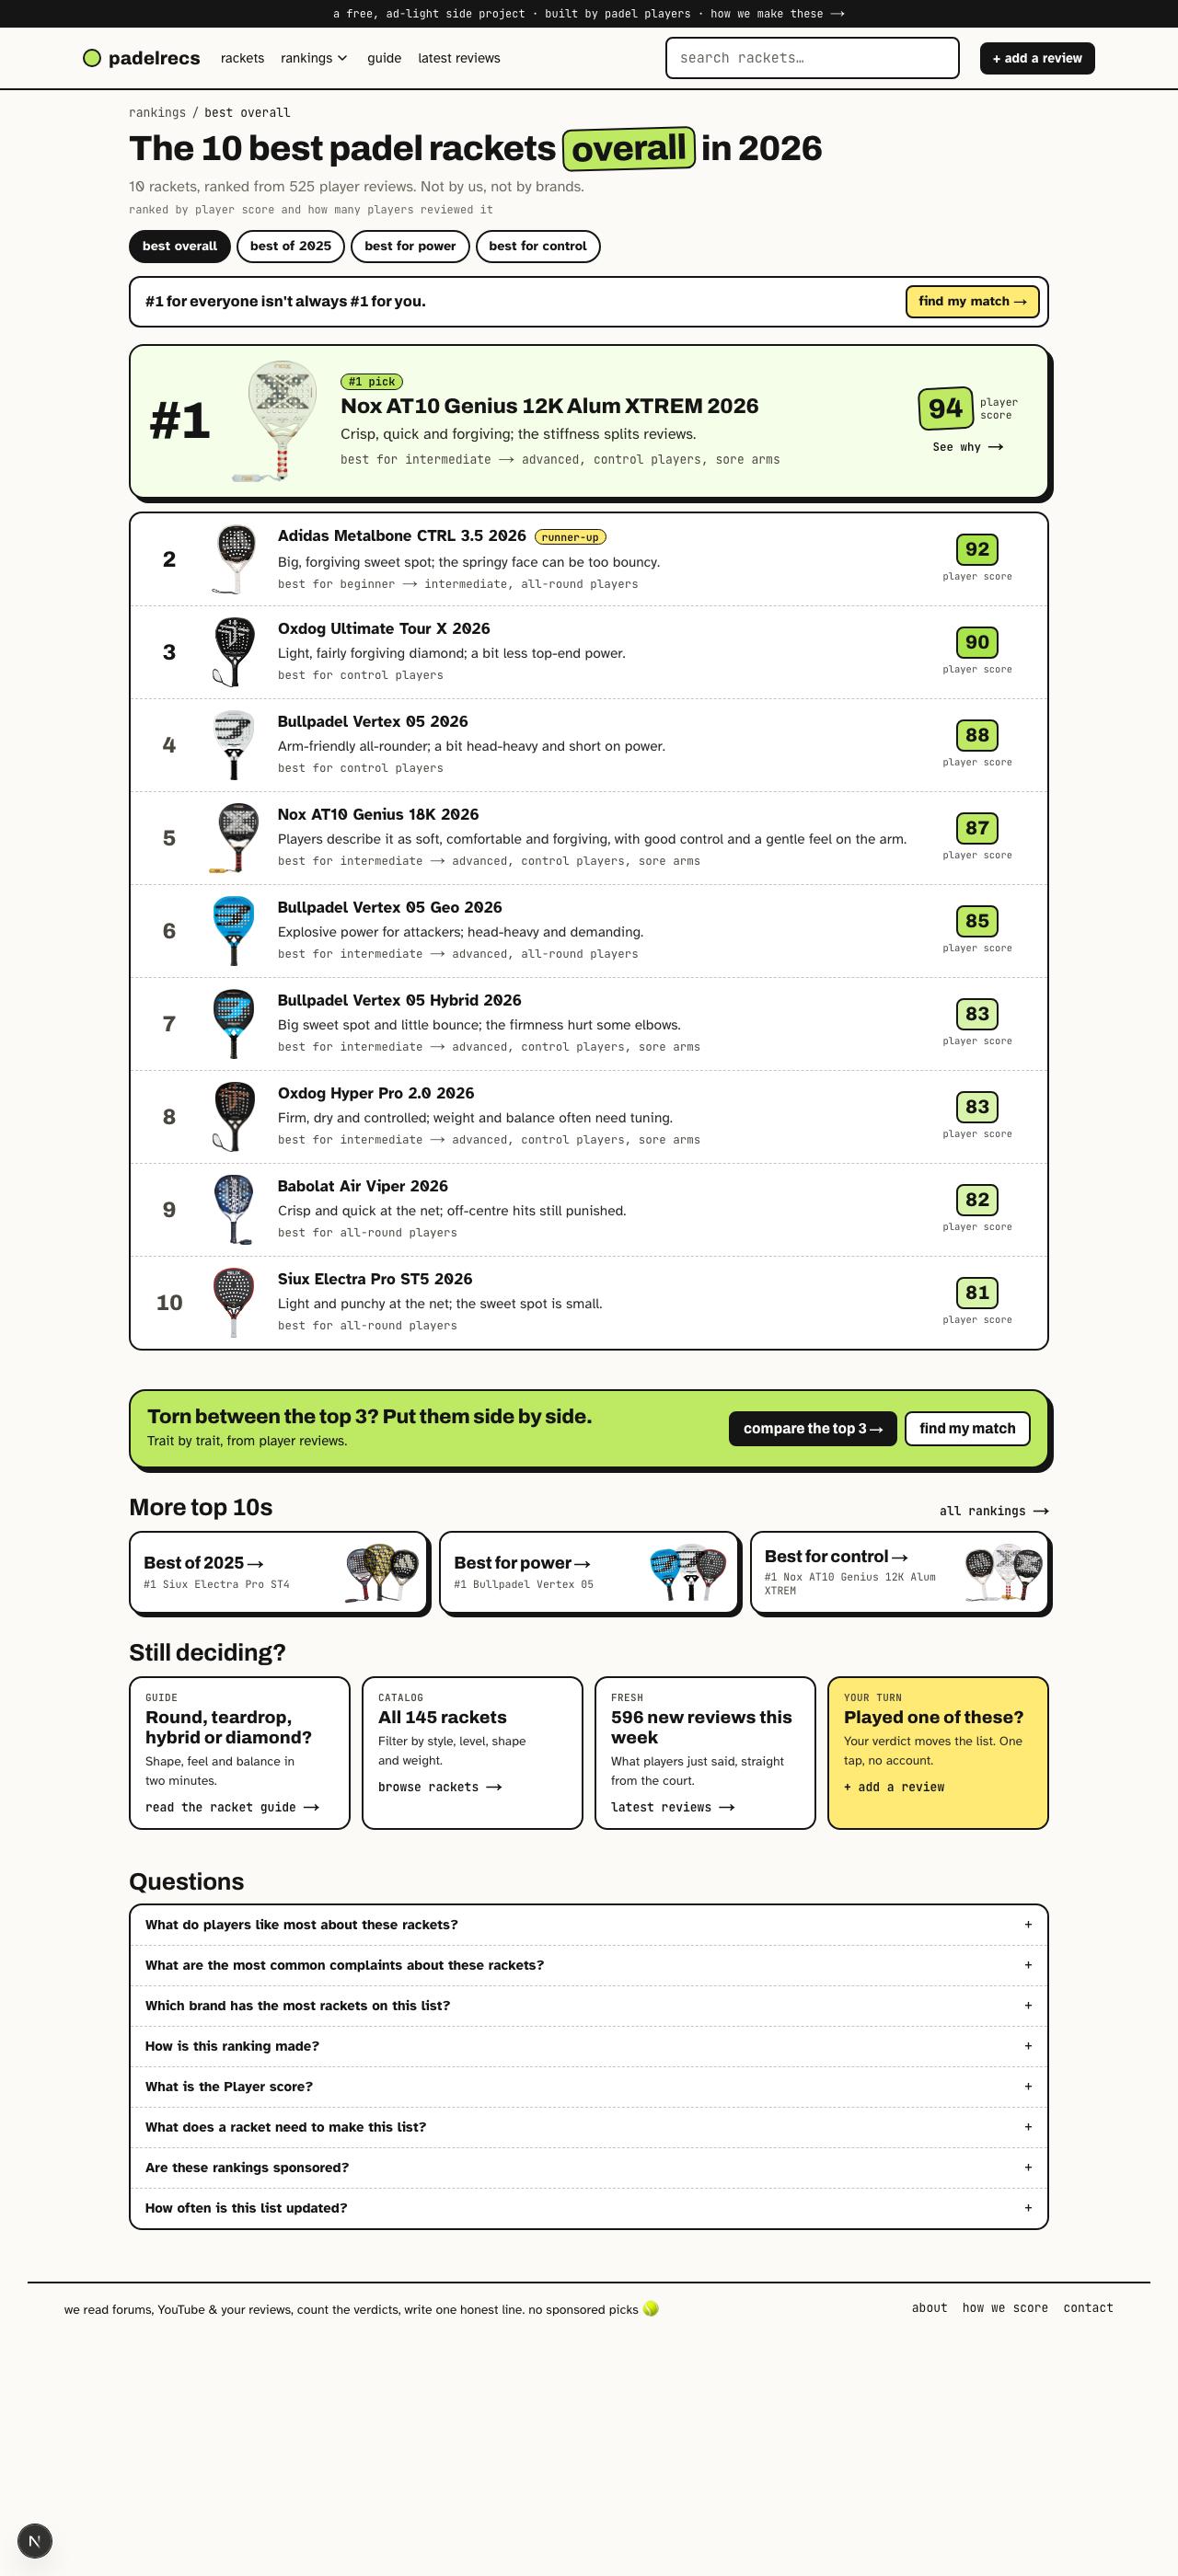 a free, ad-light side project · built by padel players · how we make these →
padelrecs
rackets
rankings
guide
latest reviews
search rackets…
+ add a review
rankings / best overall
The 10 best padel rackets overall in 2026
10 rackets, ranked from 525 player reviews. Not by us, not by brands.
ranked by player score and how many players reviewed it
best overall
best of 2025
best for power
best for control
#1 for everyone isn't always #1 for you.
find my match →
#1
#1 pick
Nox AT10 Genius 12K Alum XTREM 2026
Crisp, quick and forgiving; the stiffness splits reviews.
best for intermediate → advanced, control players, sore arms
94
player score
See why →
2
Adidas Metalbone CTRL 3.5 2026 runner-up
Big, forgiving sweet spot; the springy face can be too bouncy.
best for beginner → intermediate, all-round players
92
player score
3
Oxdog Ultimate Tour X 2026
Light, fairly forgiving diamond; a bit less top-end power.
best for control players
90
player score
4
Bullpadel Vertex 05 2026
Arm-friendly all-rounder; a bit head-heavy and short on power.
best for control players
88
player score
5
Nox AT10 Genius 18K 2026
Players describe it as soft, comfortable and forgiving, with good control and a gentle feel on the arm.
best for intermediate → advanced, control players, sore arms
87
player score
6
Bullpadel Vertex 05 Geo 2026
Explosive power for attackers; head-heavy and demanding.
best for intermediate → advanced, all-round players
85
player score
7
Bullpadel Vertex 05 Hybrid 2026
Big sweet spot and little bounce; the firmness hurt some elbows.
best for intermediate → advanced, control players, sore arms
83
player score
8
Oxdog Hyper Pro 2.0 2026
Firm, dry and controlled; weight and balance often need tuning.
best for intermediate → advanced, control players, sore arms
83
player score
9
Babolat Air Viper 2026
Crisp and quick at the net; off-centre hits still punished.
best for all-round players
82
player score
10
Siux Electra Pro ST5 2026
Light and punchy at the net; the sweet spot is small.
best for all-round players
81
player score
Torn between the top 3? Put them side by side.
Trait by trait, from player reviews.
compare the top 3 →
find my match
More top 10s
all rankings →
Best of 2025 →
#1 Siux Electra Pro ST4
Best for power →
#1 Bullpadel Vertex 05
Best for control →
#1 Nox AT10 Genius 12K Alum
XTREM
Still deciding?
GUIDE
Round, teardrop,
hybrid or diamond?
Shape, feel and balance in
two minutes.
read the racket guide →
CATALOG
All 145 rackets
Filter by style, level, shape
and weight.
browse rackets →
FRESH
596 new reviews this
week
What players just said, straight
from the court.
latest reviews →
YOUR TURN
Played one of these?
Your verdict moves the list. One
tap, no account.
+ add a review
Questions
What do players like most about these rackets? +
What are the most common complaints about these rackets? +
Which brand has the most rackets on this list? +
How is this ranking made? +
What is the Player score? +
What does a racket need to make this list? +
Are these rankings sponsored? +
How often is this list updated? +
we read forums, YouTube & your reviews, count the verdicts, write one honest line. no sponsored picks 🎾
about
how we score
contact
N